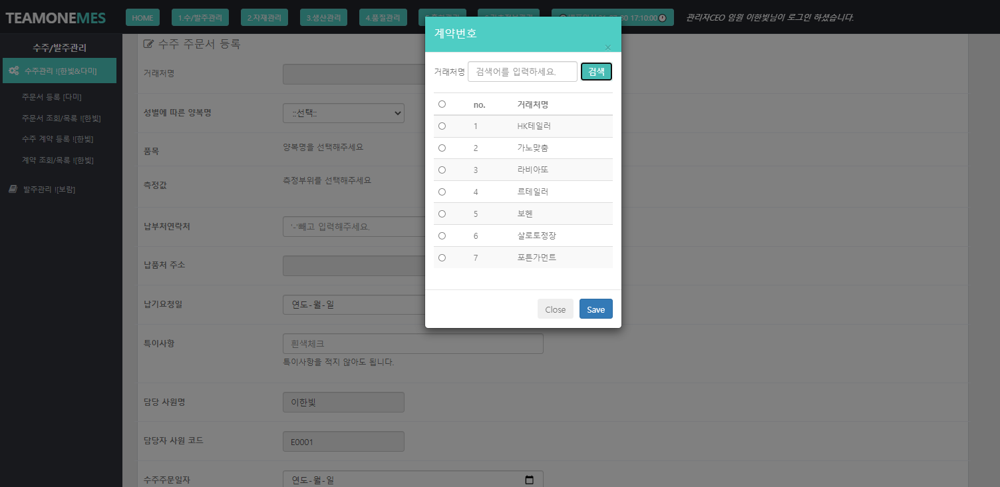 TEAMONEMES
HOME
1.수/발주관리
2.자재관리
3.생산관리
4.품질관리
17:10:00
관리자CEO 임원 이한빛님이 로그인 하셨습니다.
수주/발주관리
수주관리 ![한빛&다미]
주문서 등록 [다미]
주문서 조회/목록 ![한빛]
수주 계약 등록 ![한빛]
계약 조회/목록 ![한빛]
발주관리 ![보람]
수주 주문서 등록
거래처명
성별에 따른 양복명
::선택::
품목
양복명을 선택해주세요
측정값
측정부위를 선택해주세요
납부처연락처
'-'빼고 입력해주세요.
납품처 주소
납기요청일
연도-월-일
특이사항
흰색체크
특이사항을 적지 않아도 됩니다.
담당 사원명
이한빛
담당자 사원 코드
E0001
수주주문일자
연도-월-일
계약번호
×
거래처명
검색어를 입력하세요.
검색
no. 거래처명
1 HK테일러
2 가노맞춤
3 라비아또
4 르테일러
5 보헨
6 살로토정장
7 포튼가먼트
Close
Save